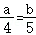 a/4 = b/5